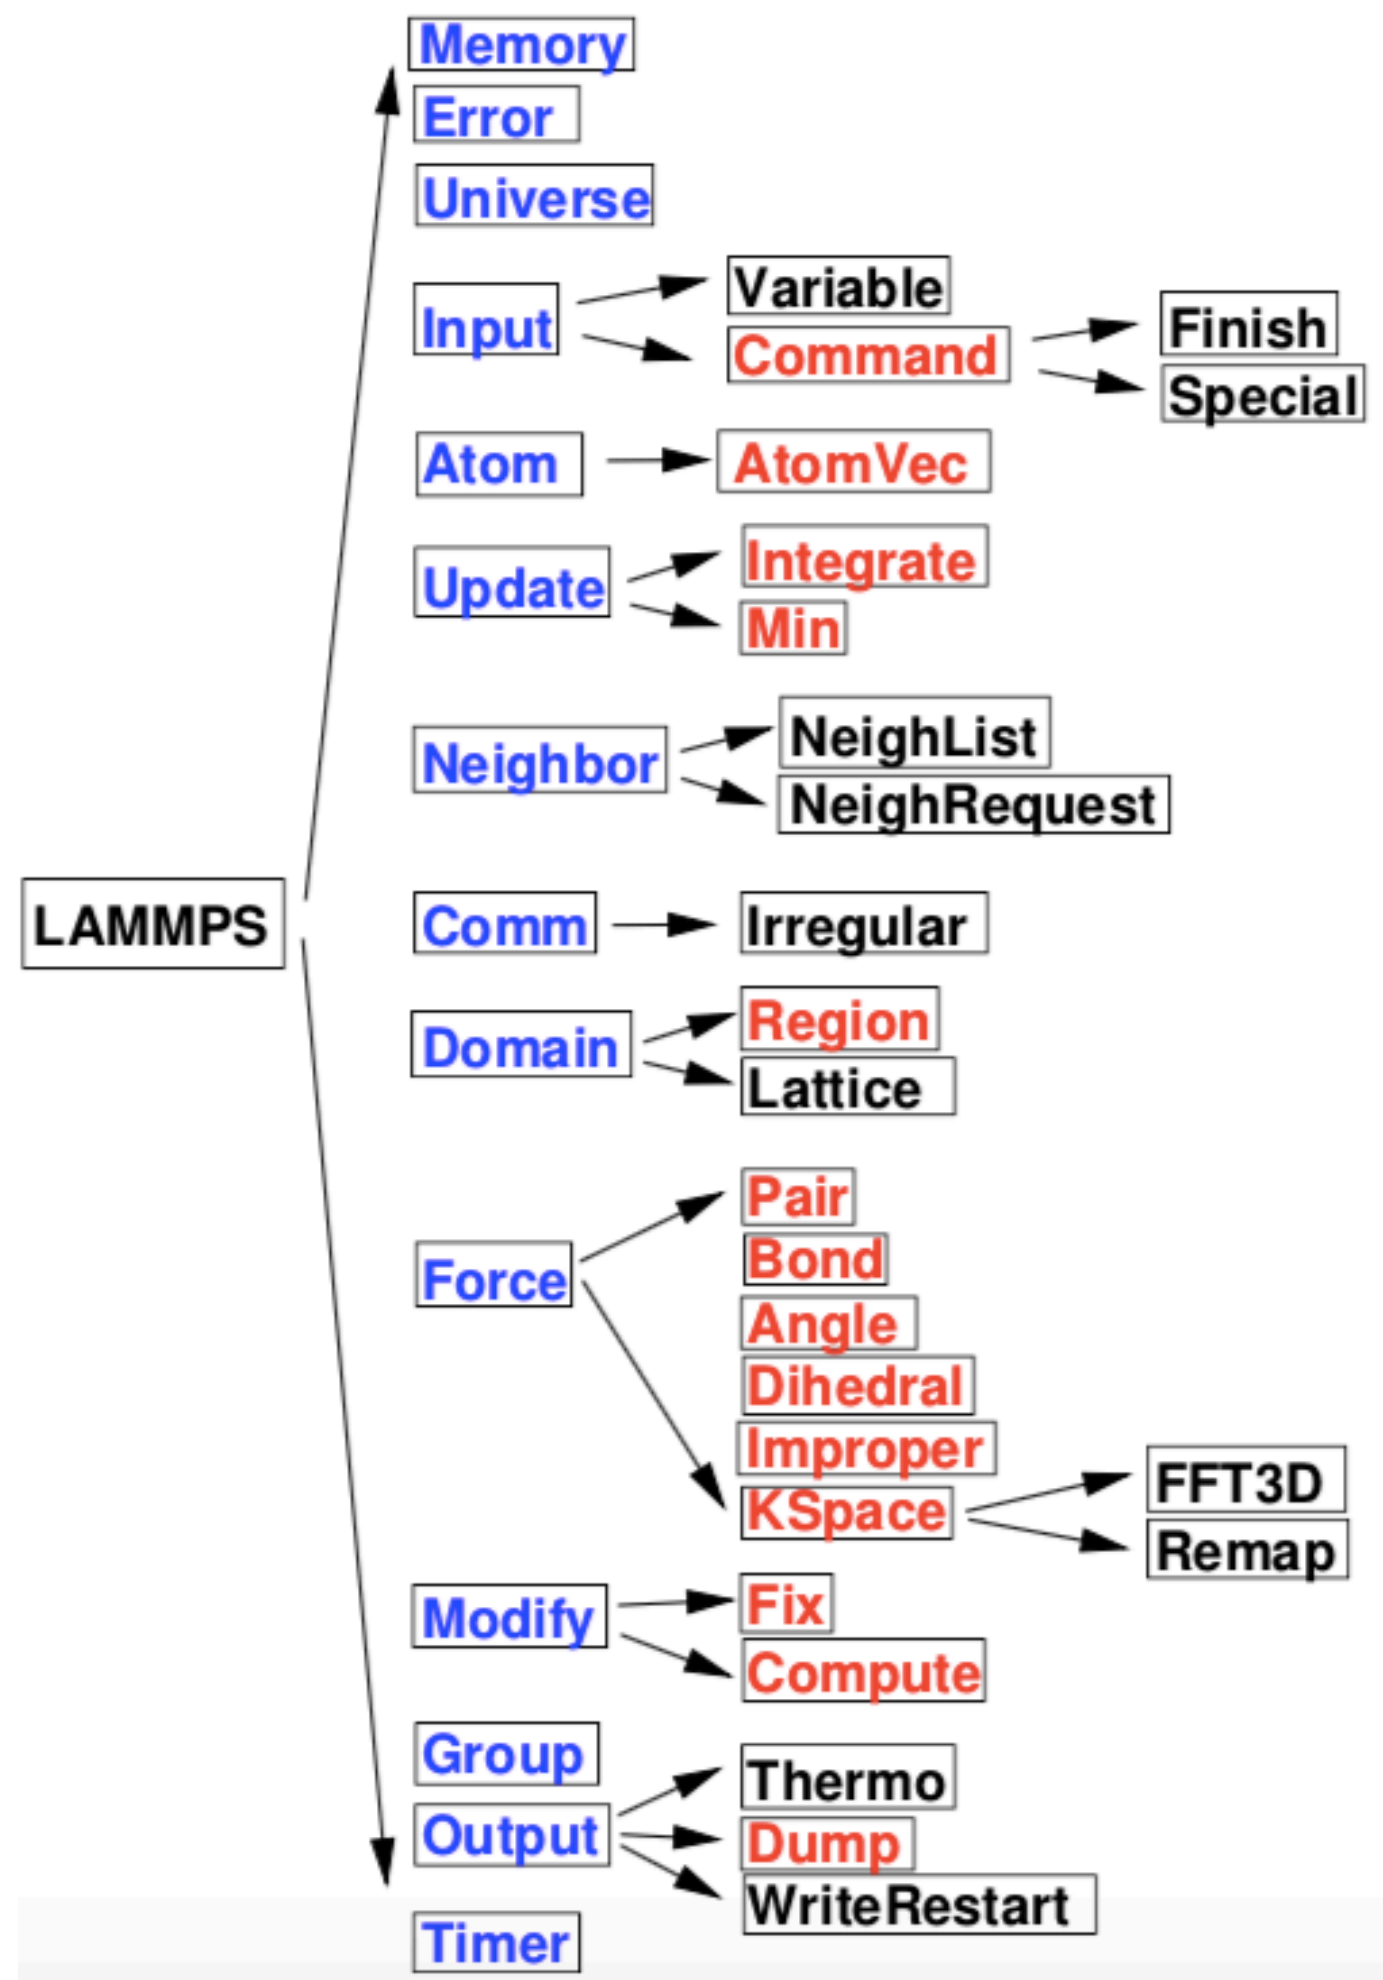 Memory
Error
Universe
Input
Variable
Command
Finish
Special
Atom
AtomVec
Update
Integrate
Min
Neighbor
NeighList
NeighRequest
LAMMPS
Comm
Irregular
Domain
Region
Lattice
Force
Pair
Bond
Angle
Dihedral
Improper
KSpace
FFT3D
Remap
Modify
Fix
Compute
Group
Output
Thermo
Dump
WriteRestart
Timer